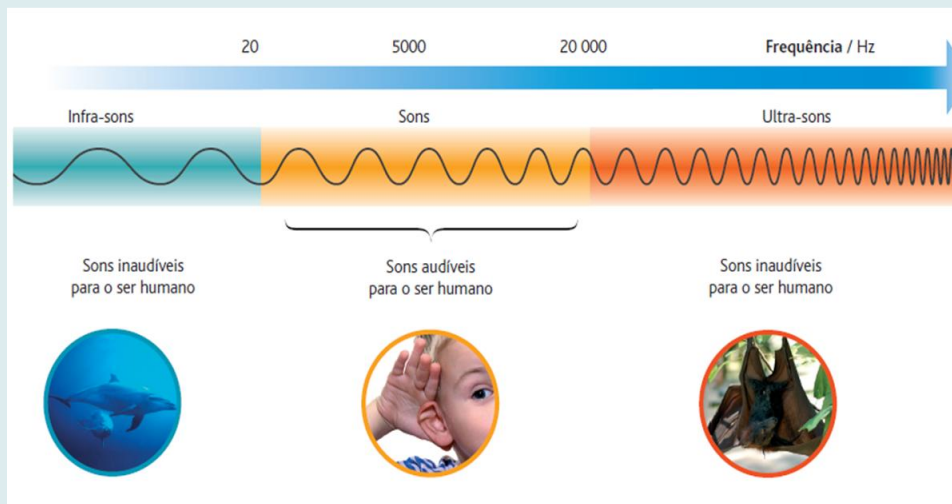 20 5000 20 000 Frequência / Hz
Infra-sons Sons Ultra-sons
Sons inaudíveis
para o ser humano
Sons audíveis
para o ser humano
Sons inaudíveis
para o ser humano